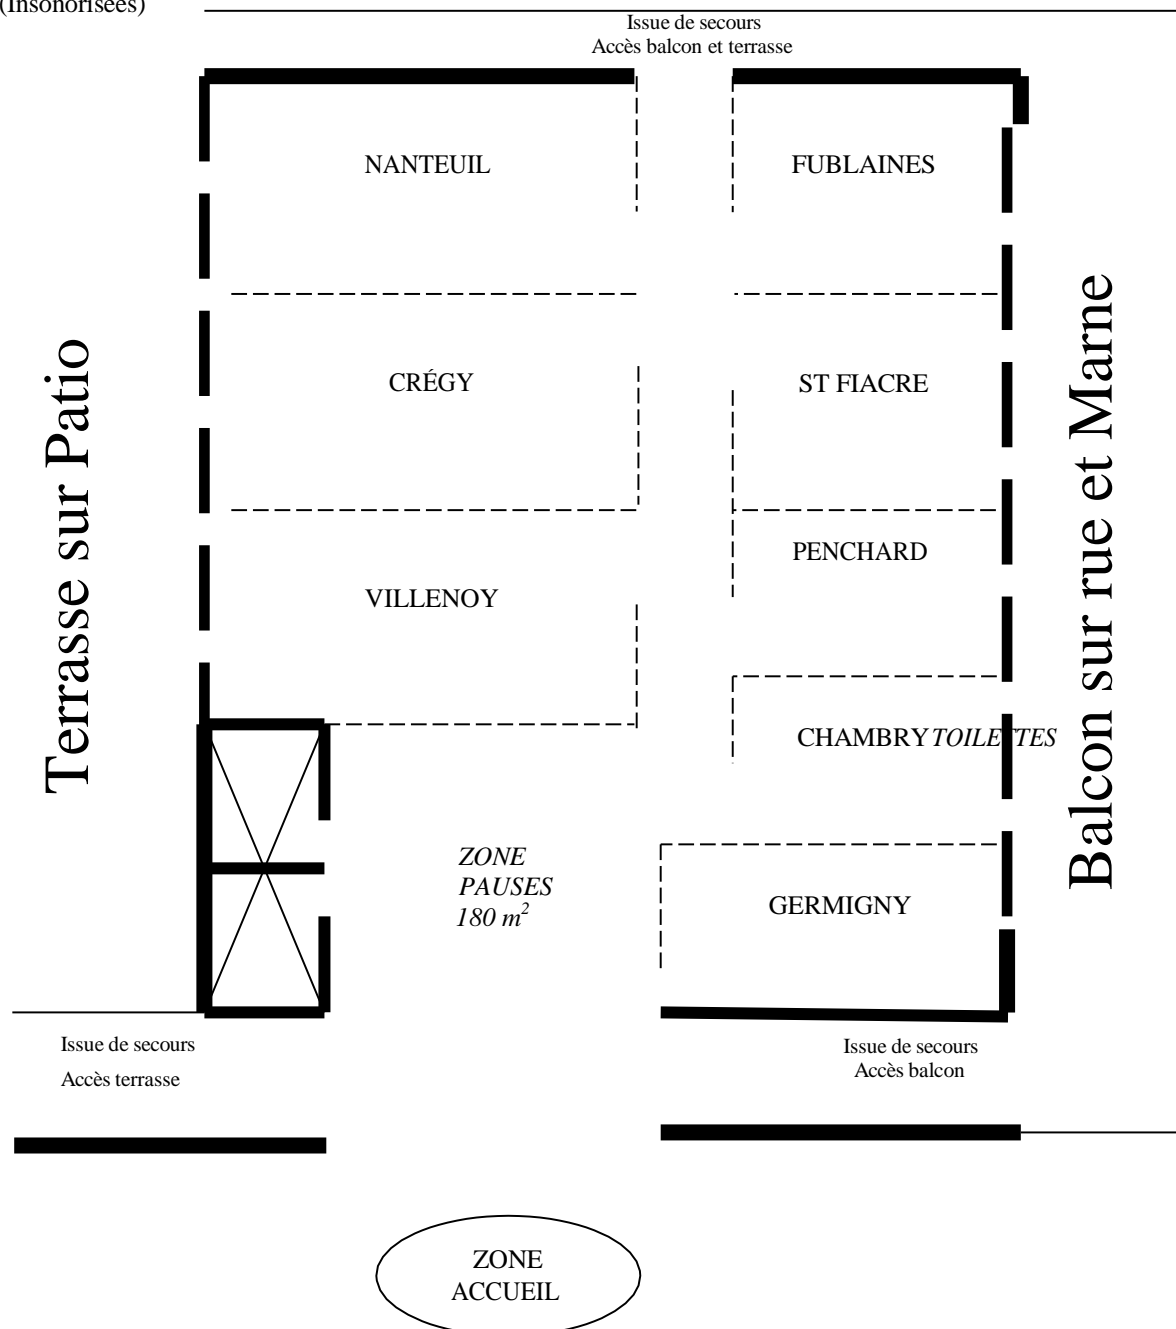 (Insonorisées)
Issue de secours
Accès balcon et terrasse
NANTEUIL
FUBLAINES
Terrasse sur Patio
CRÉGY
ST FIACRE
Balcon sur rue et Marne
PENCHARD
VILLENOY
CHAMBRY TOILETTES
ZONE
PAUSES
180 m²
GERMIGNY
Issue de secours
Accès terrasse
Issue de secours
Accès balcon
ZONE
ACCUEIL